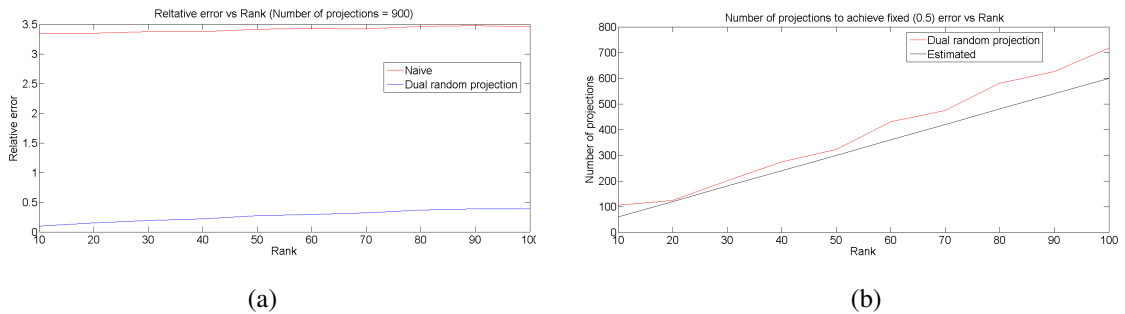 Reltative error vs Rank (Number of projections = 900)
3.5
3
2.5
2
1.5
1
0.5
0
Relative error
Naive
Dual random projection
10 20 30 40 50 60 70 80 90
Rank
(a)
Number of projections to achieve fixed (0.5) error vs Rank
800
700
600
500
400
300
200
100
0
Number of projections
Dual random projection
Estimated
10 20 30 40 50 60 70 80 90 100
Rank
(b)